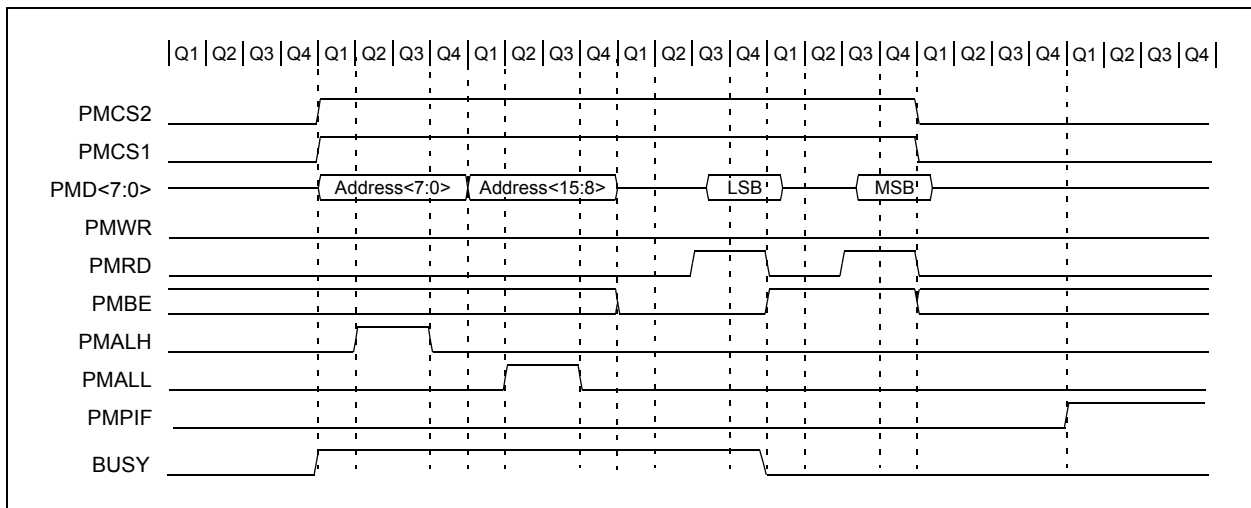 Q1 Q2 Q3 Q4 Q1 Q2 Q3 Q4 Q1 Q2 Q3 Q4 Q1 Q2 Q3 Q4 Q1 Q2 Q3 Q4 Q1 Q2 Q3 Q4 Q1 Q2 Q3 Q4
PMCS2
PMCS1
PMD<7:0> Address<7:0> Address<15:8> LSB MSB
PMWR
PMRD
PMBE
PMALH
PMALL
PMPIF
BUSY